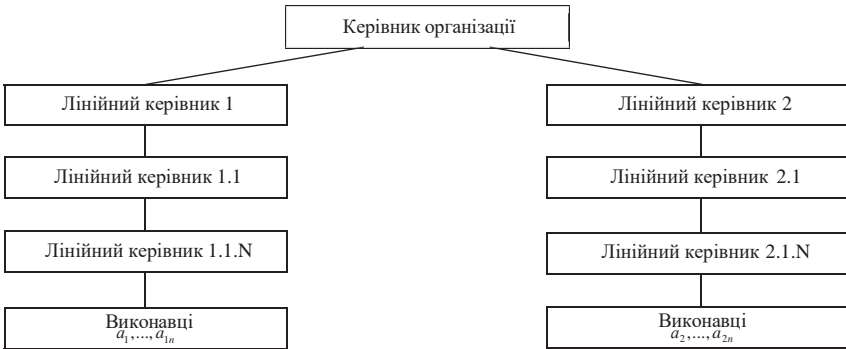 Керівник організації
Лінійний керівник 1
Лінійний керівник 2
Лінійний керівник 1.1
Лінійний керівник 2.1
Лінійний керівник 1.1.N
Лінійний керівник 2.1.N
Виконавці
a₁,...,a₁ₙ
Виконавці
a₂,...,a₂ₙ